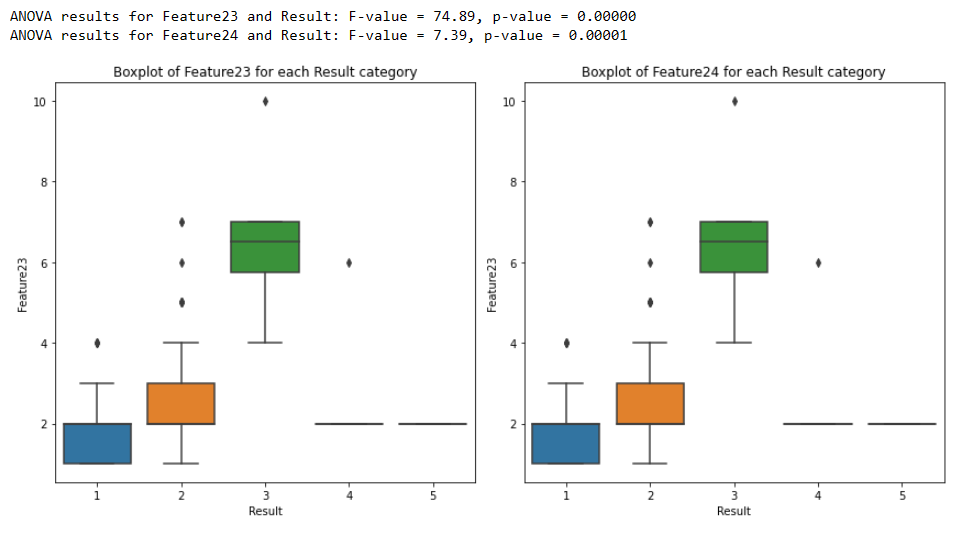 ANOVA results for Feature23 and Result: F-value = 74.89, p-value = 0.00000
ANOVA results for Feature24 and Result: F-value = 7.39, p-value = 0.00001
Boxplot of Feature23 for each Result category
10
8
6
4
2
Feature23
1 2 3 4 5
Result
Boxplot of Feature24 for each Result category
10
8
6
4
2
Feature23
1 2 3 4 5
Result